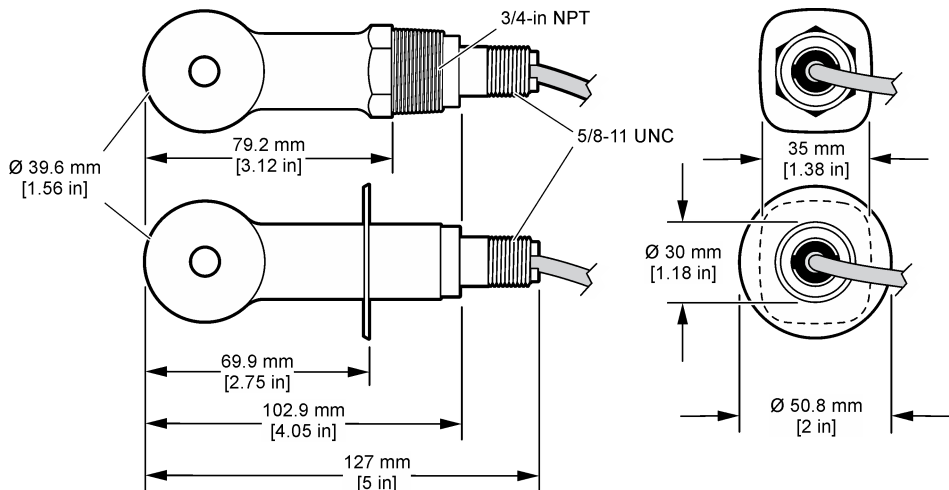 3/4-in NPT
79.2 mm
[3.12 in]
5/8-11 UNC
35 mm
[1.38 in]
Ø 39.6 mm
[1.56 in]
Ø 30 mm
[1.18 in]
69.9 mm
[2.75 in]
102.9 mm
[4.05 in]
Ø 50.8 mm
[2 in]
127 mm
[5 in]